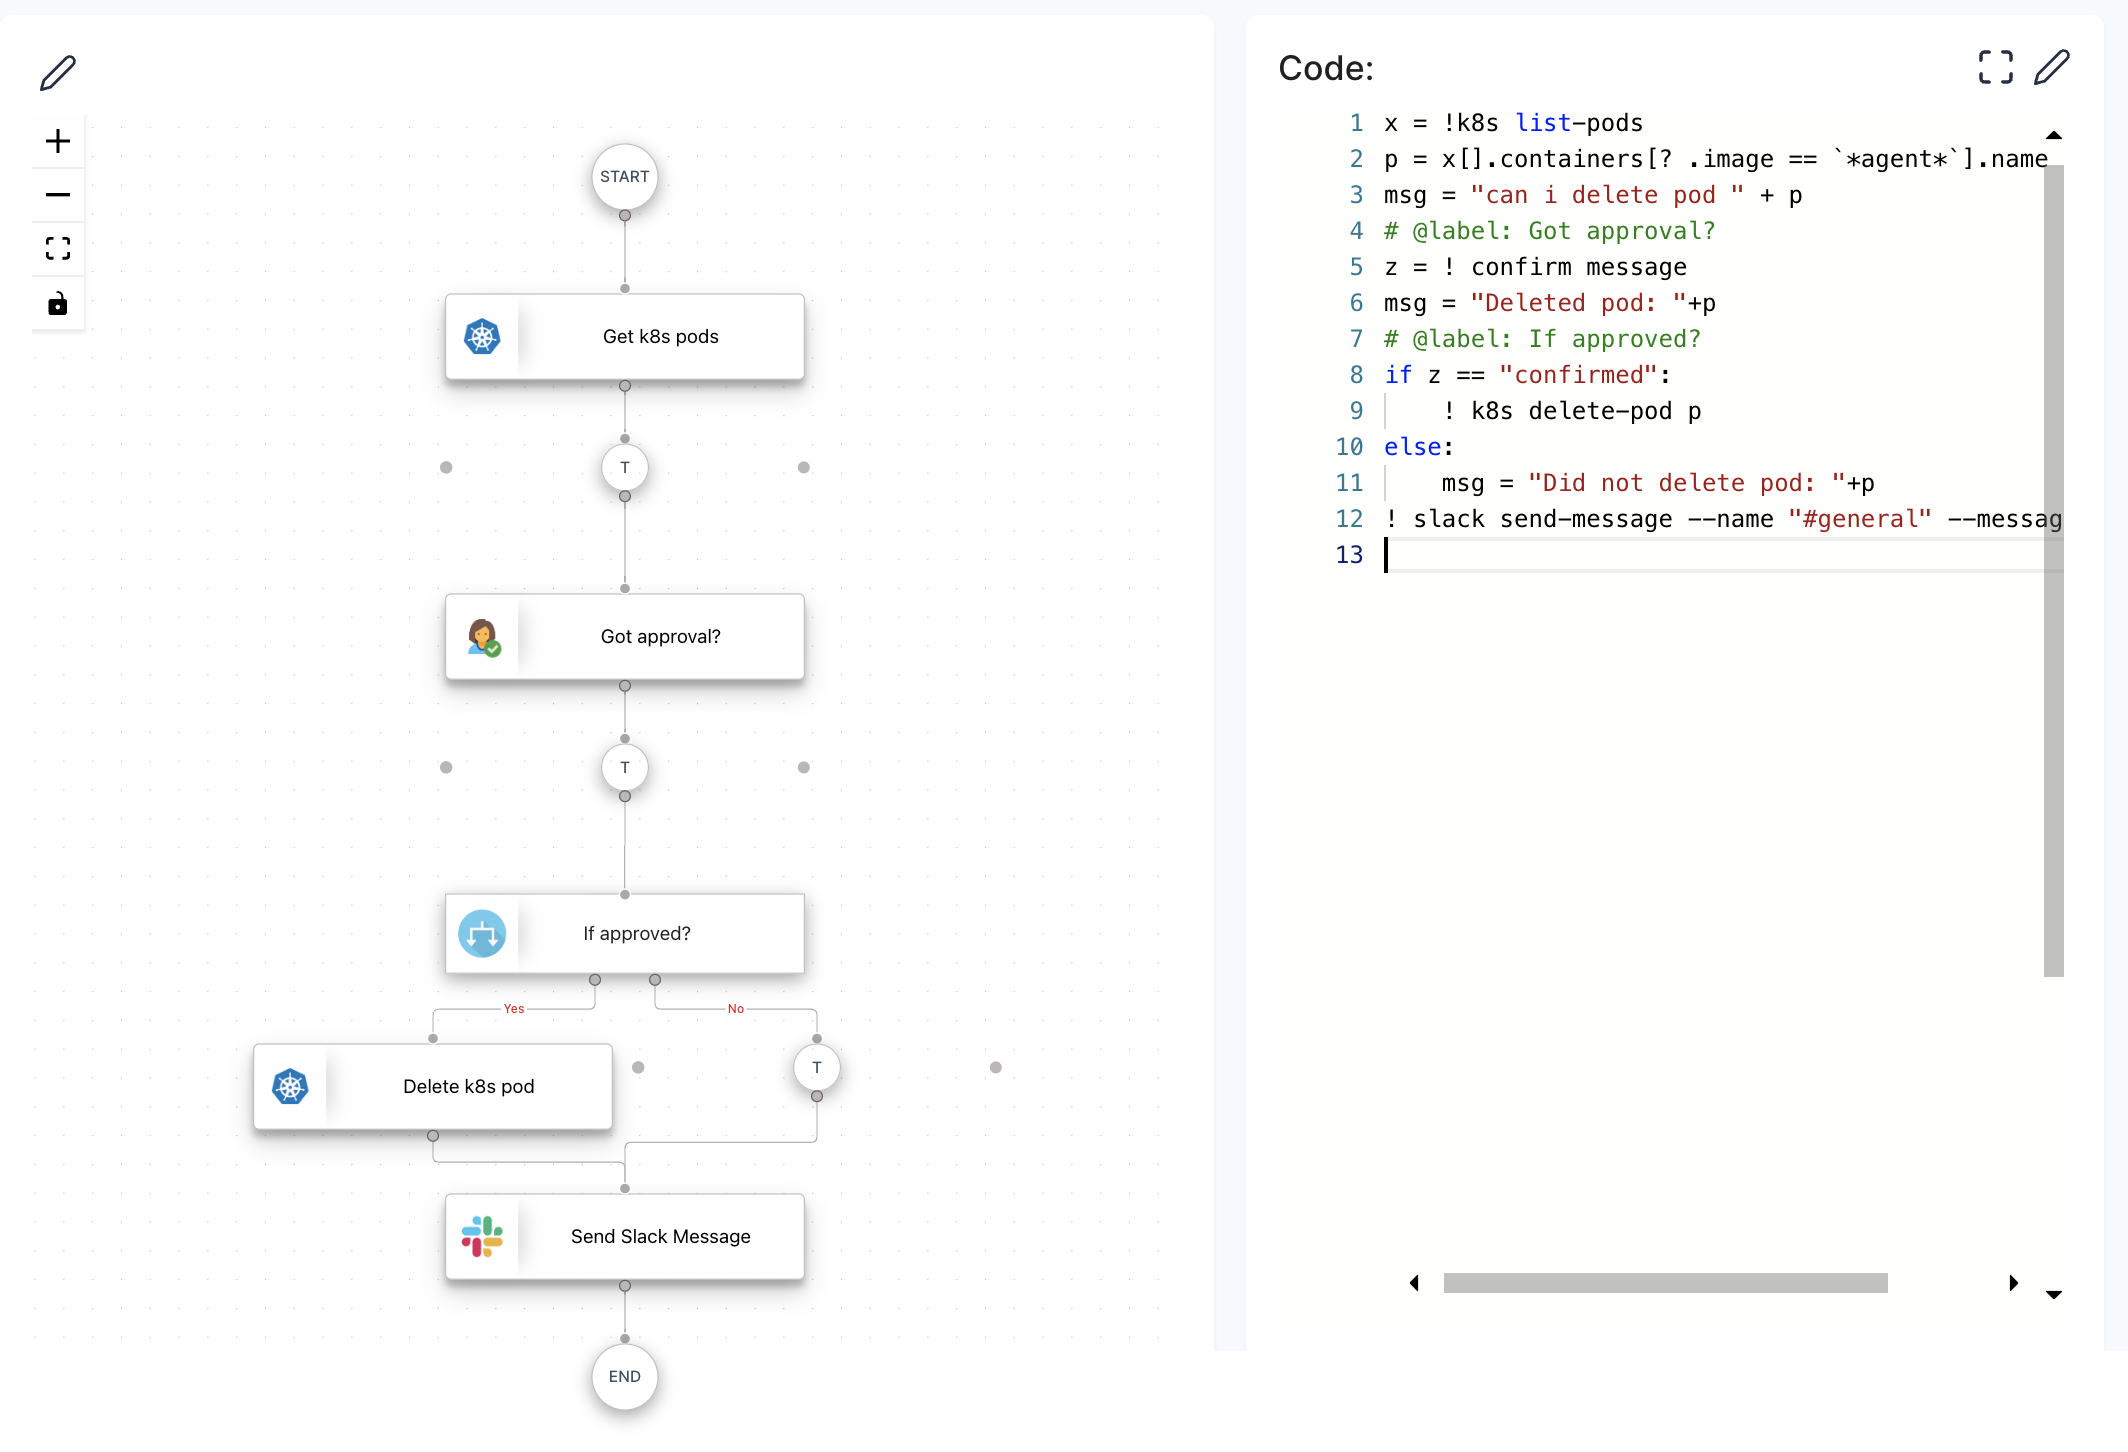 START
Get k8s pods
T
Got approval?
T
If approved?
Yes
No
Delete k8s pod
T
Send Slack Message
END
Code:
1 x = !k8s list-pods
2 p = x[].containers[? .image == `*agent*`].name
3 msg = "can i delete pod " + p
4 # @label: Got approval?
5 z = ! confirm message
6 msg = "Deleted pod: "+p
7 # @label: If approved?
8 if z == "confirmed":
9     ! k8s delete-pod p
10 else:
11     msg = "Did not delete pod: "+p
12 ! slack send-message --name "#general" --messag
13